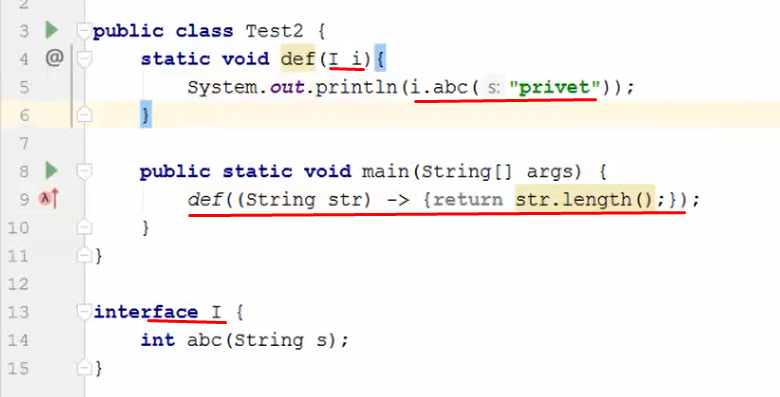 2
3 public class Test2 {
4 @ static void def(I i){
5 System.out.println(i.abc( s: "privet"));
6 }
7
8 public static void main(String[] args) {
9 λ def((String str) -> {return str.length();});
10 }
11 }
12
13 interface I {
14 int abc(String s);
15 }